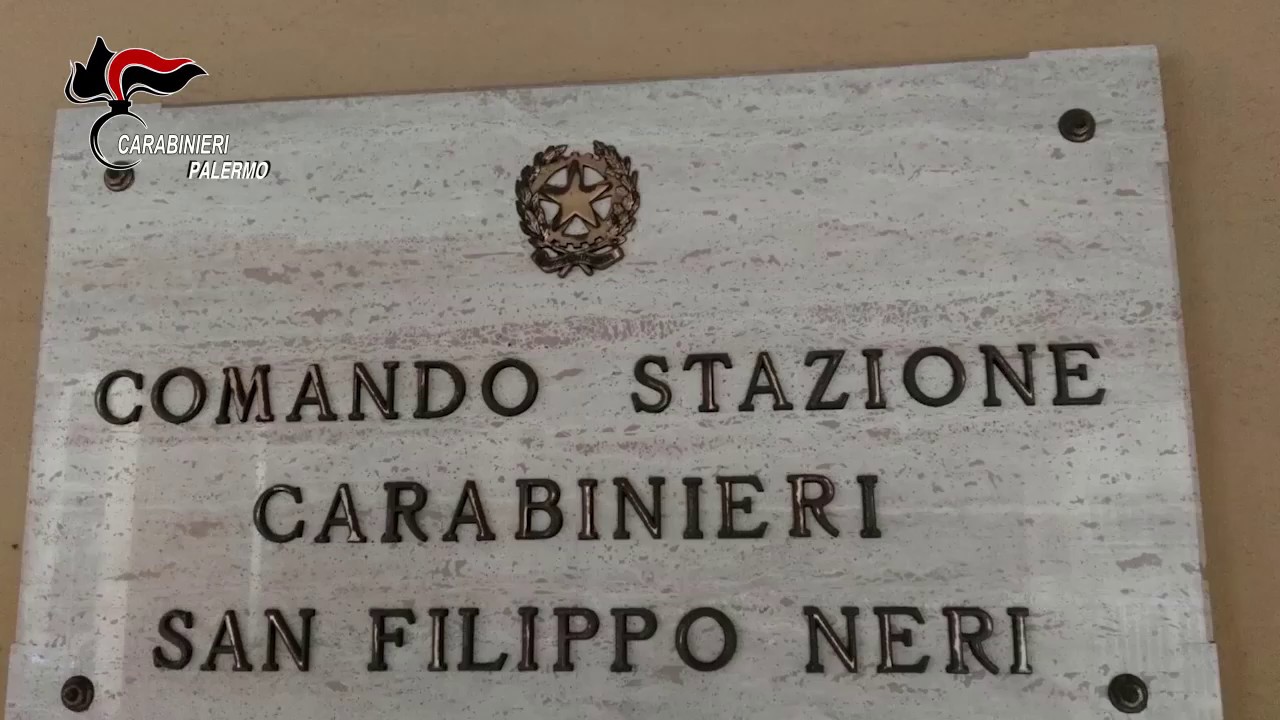 CARABINIERI
PALERMO
COMANDO STAZIONE
CARABINIERI
SAN FILIPPO NERI